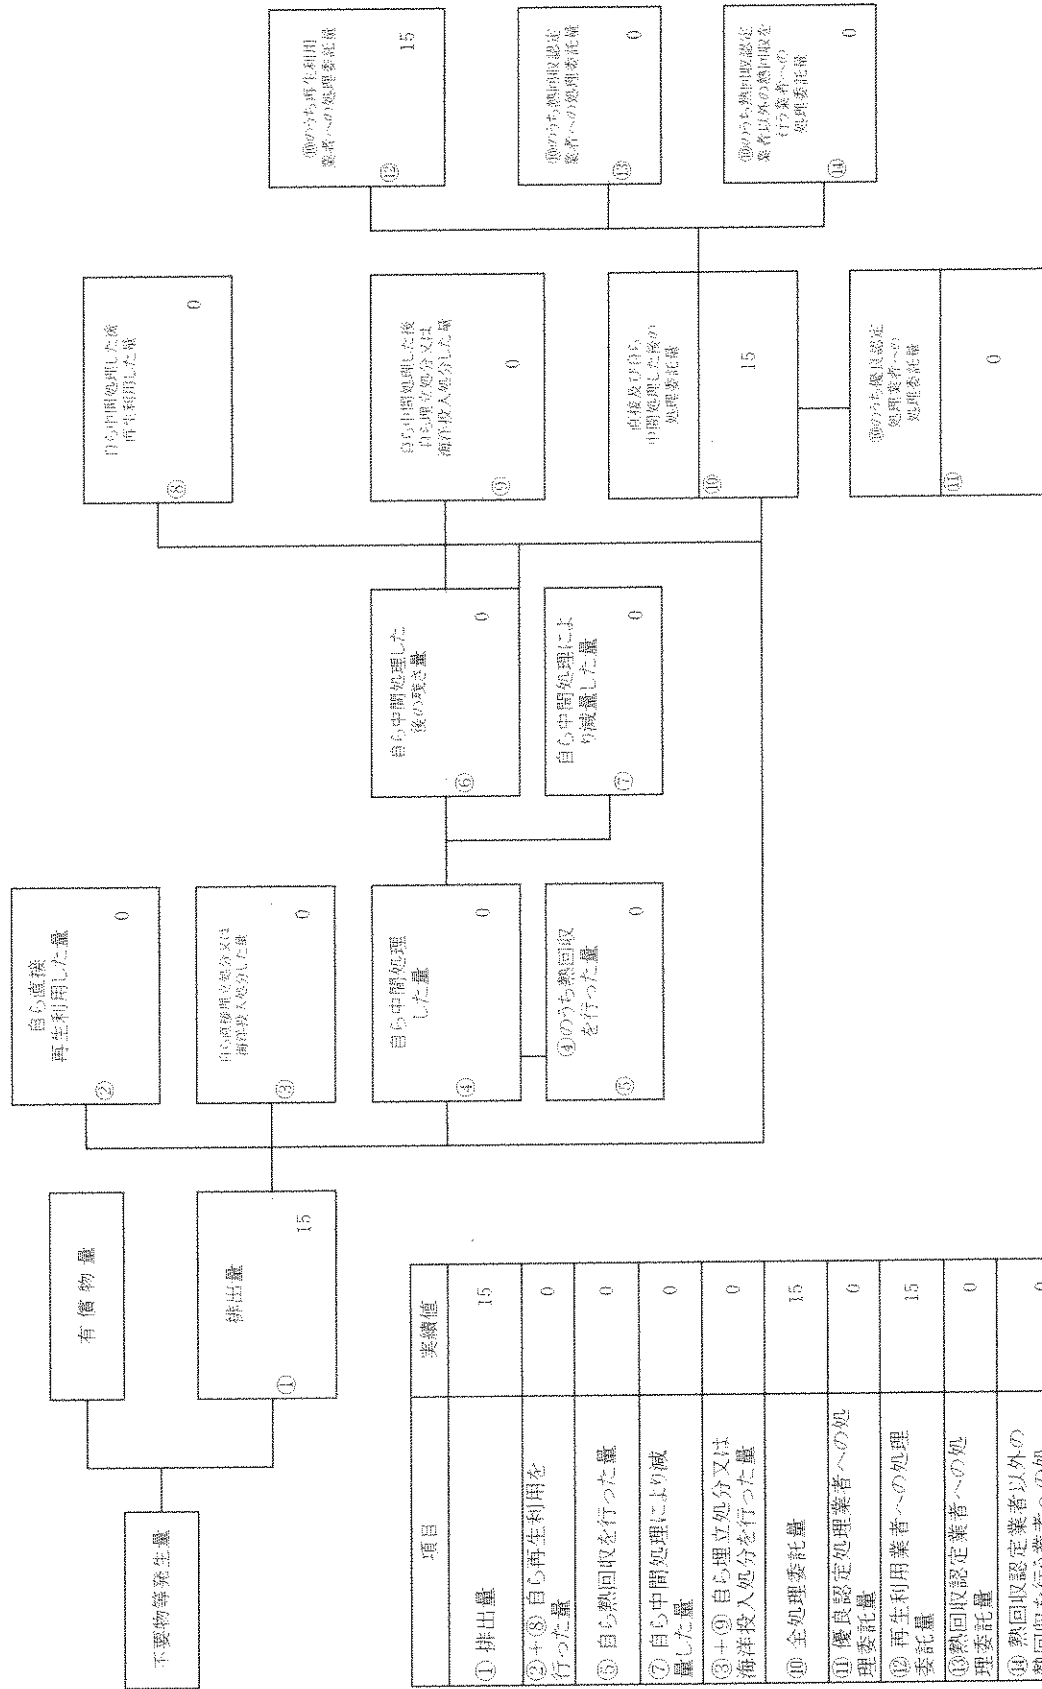 不要物等発生量
有償物量
排出量
①
15
自ら直接
再生利用した量
②
0
自ら直接埋立処分又は
海洋投入処分した量
③
0
自ら中間処理
した量
④
0
④のうち熱回収
を行った量
⑤
0
自ら中間処理した
後の残さ量
⑥
0
自ら中間処理によ
り減量した量
⑦
0
自ら中間処理した後
再生利用した量
⑧
0
自ら中間処理した後
自ら埋立処分又は
海洋投入処分した量
⑨
0
直接及び自ら
中間処理した後の
処理委託量
⑩
15
⑩のうち優良認定
処理業者への
処理委託量
⑪
0
⑩のうち再生利用
業者への処理委託量
⑫
15
⑩のうち熱回収認定
業者への処理委託量
⑬
0
⑩のうち熱回収認定
業者以外の熱回収を
行う業者への
処理委託量
⑭
0
項目 実績値
①排出量 15
②+⑧自ら再生利用を
行った量 0
⑤自ら熱回収を行った量 0
⑦自ら中間処理により減
量した量 0
③+⑨自ら埋立処分又は
海洋投入処分を行った量 0
⑩全処理委託量 15
⑪優良認定処理業者への処
理委託量 0
⑫再生利用業者への処理
委託量 15
⑬熱回収認定業者への処
理委託量 0
⑭熱回収認定業者以外の
熱回収を行う業者への処 0